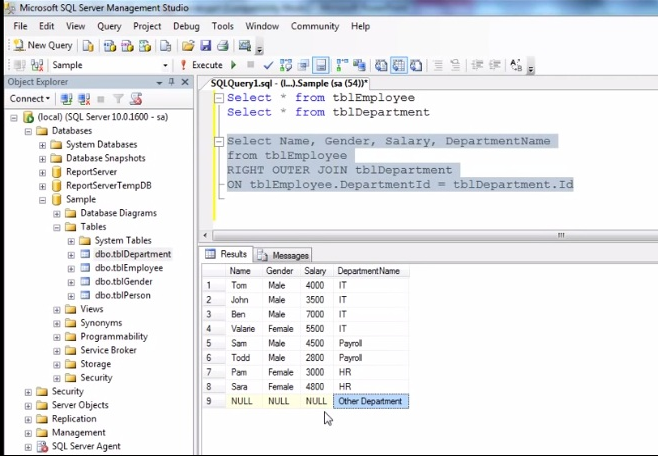 Microsoft SQL Server Management Studio
File Edit View Query Project Debug Tools Window Community Help
New Query
Sample Execute
Object Explorer
Connect
(local) (SQL Server 10.0.1600 - sa)
Databases
System Databases
Database Snapshots
ReportServer
ReportServerTempDB
Sample
Database Diagrams
Tables
System Tables
dbo.tblDepartment
dbo.tblEmployee
dbo.tblGender
dbo.tblPerson
Views
Synonyms
Programmability
Service Broker
Storage
Security
Security
Server Objects
Replication
Management
SQL Server Agent
SQLQuery1.sql - (l...).Sample (sa (54))*
Select * from tblEmployee
Select * from tblDepartment
Select Name, Gender, Salary, DepartmentName
from tblEmployee
RIGHT OUTER JOIN tblDepartment
ON tblEmployee.DepartmentId = tblDepartment.Id
Results Messages
Name Gender Salary DepartmentName
1 Tom Male 4000 IT
2 John Male 3500 IT
3 Ben Male 7000 IT
4 Valarie Female 5500 IT
5 Sam Male 4500 Payroll
6 Todd Male 2800 Payroll
7 Pam Female 3000 HR
8 Sara Female 4800 HR
9 NULL NULL NULL Other Department